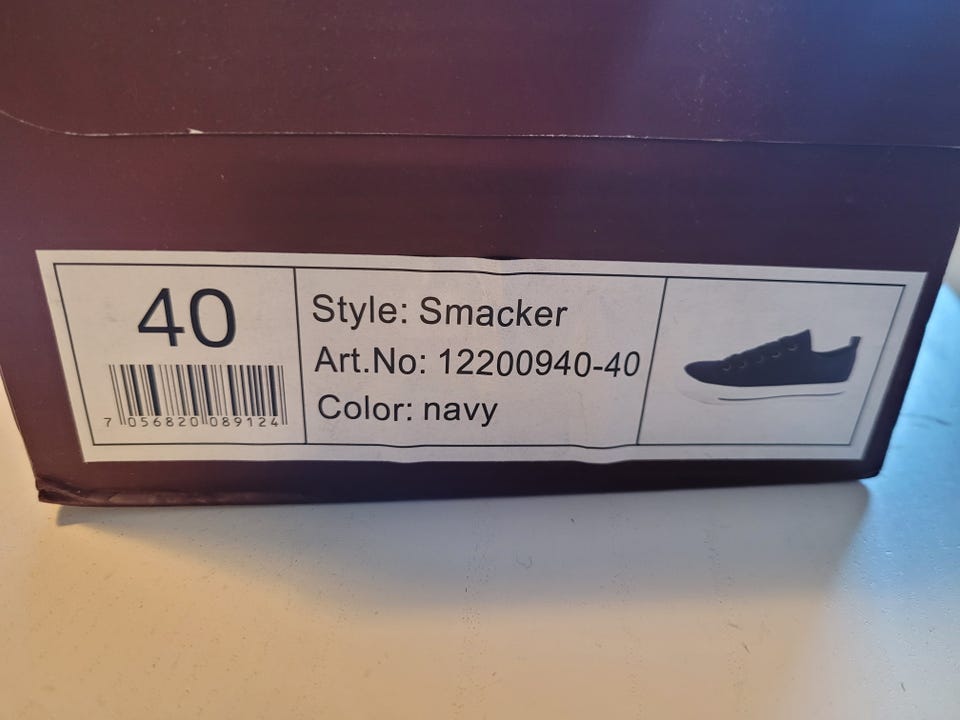 40
7 056820 089124
Style: Smacker
Art.No: 12200940-40
Color: navy